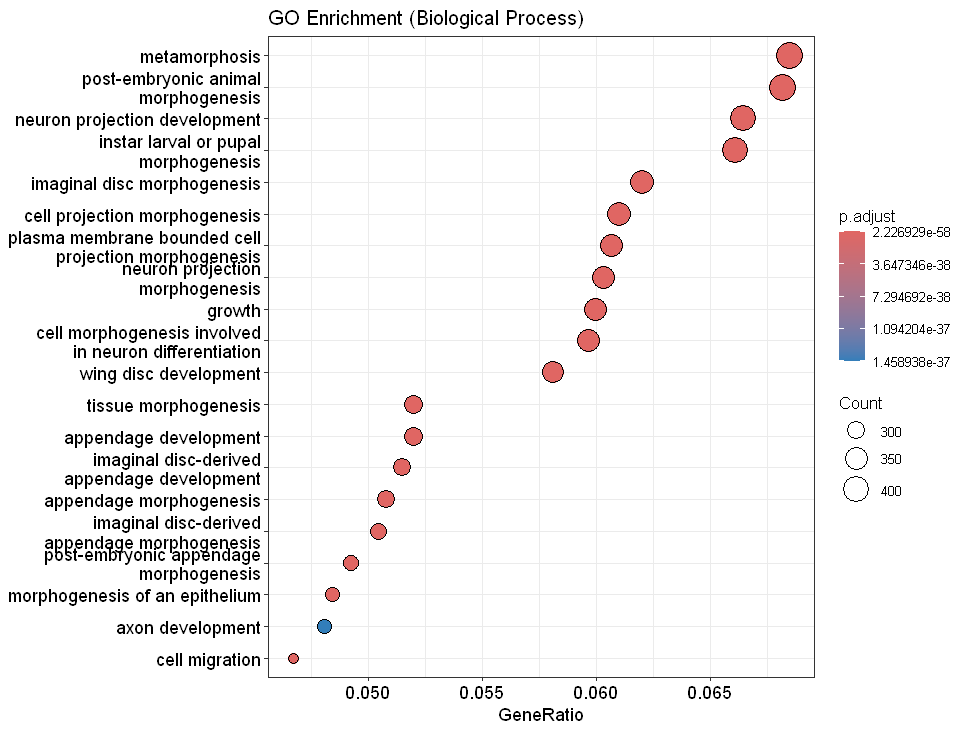 GO Enrichment (Biological Process)
metamorphosis
post-embryonic animal
morphogenesis
neuron projection development
instar larval or pupal
morphogenesis
imaginal disc morphogenesis
cell projection morphogenesis
plasma membrane bounded cell
projection morphogenesis
neuron projection
morphogenesis
growth
cell morphogenesis involved
in neuron differentiation
wing disc development
tissue morphogenesis
appendage development
imaginal disc-derived
appendage development
appendage morphogenesis
imaginal disc-derived
appendage morphogenesis
post-embryonic appendage
morphogenesis
morphogenesis of an epithelium
axon development
cell migration
0.050 0.055 0.060 0.065
GeneRatio
p.adjust
2.226929e-58
3.647346e-38
7.294692e-38
1.094204e-37
1.458938e-37
Count
300
350
400